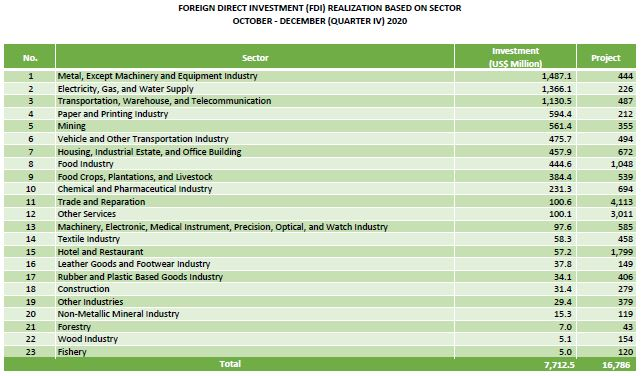 FOREIGN DIRECT INVESTMENT (FDI) REALIZATION BASED ON SECTOR
OCTOBER - DECEMBER (QUARTER IV) 2020
No. Sector Investment (US$ Million) Project
1 Metal, Except Machinery and Equipment Industry 1,487.1 444
2 Electricity, Gas, and Water Supply 1,366.1 226
3 Transportation, Warehouse, and Telecommunication 1,130.5 487
4 Paper and Printing Industry 594.4 212
5 Mining 561.4 355
6 Vehicle and Other Transportation Industry 475.7 494
7 Housing, Industrial Estate, and Office Building 457.9 672
8 Food Industry 444.6 1,048
9 Food Crops, Plantations, and Livestock 384.4 539
10 Chemical and Pharmaceutical Industry 231.3 694
11 Trade and Reparation 100.6 4,113
12 Other Services 100.1 3,011
13 Machinery, Electronic, Medical Instrument, Precision, Optical, and Watch Industry 97.6 585
14 Textile Industry 58.3 458
15 Hotel and Restaurant 57.2 1,799
16 Leather Goods and Footwear Industry 37.8 149
17 Rubber and Plastic Based Goods Industry 34.1 406
18 Construction 31.4 279
19 Other Industries 29.4 379
20 Non-Metallic Mineral Industry 15.3 119
21 Forestry 7.0 43
22 Wood Industry 5.1 154
23 Fishery 5.0 120
Total 7,712.5 16,786